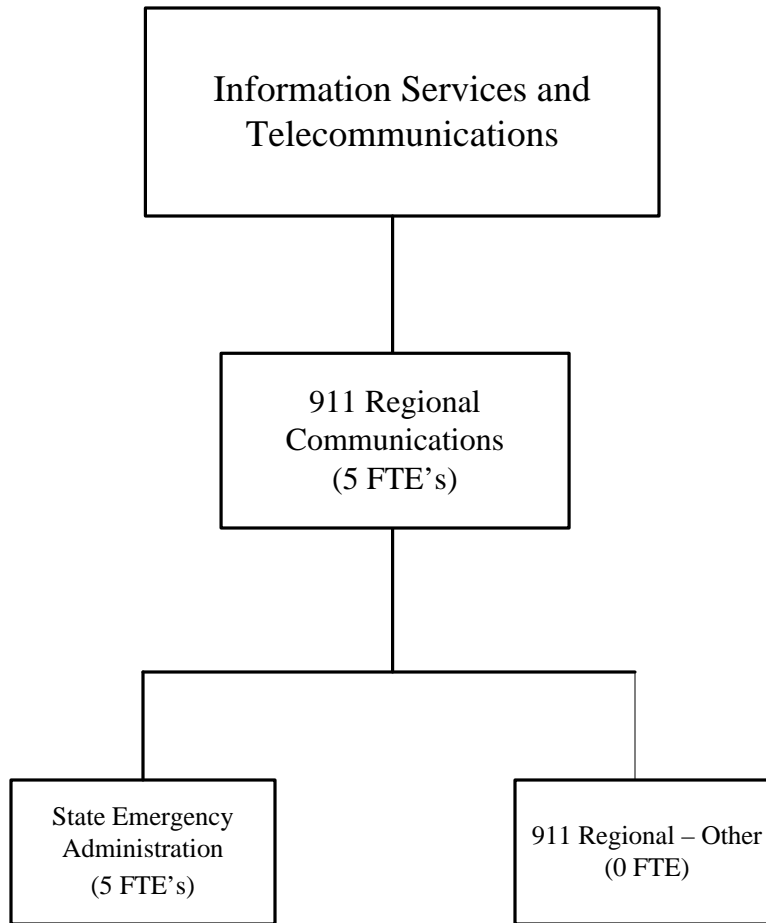 Information Services and
Telecommunications
911 Regional
Communications
(5 FTE’s)
State Emergency
Administration
(5 FTE’s)
911 Regional – Other
(0 FTE)